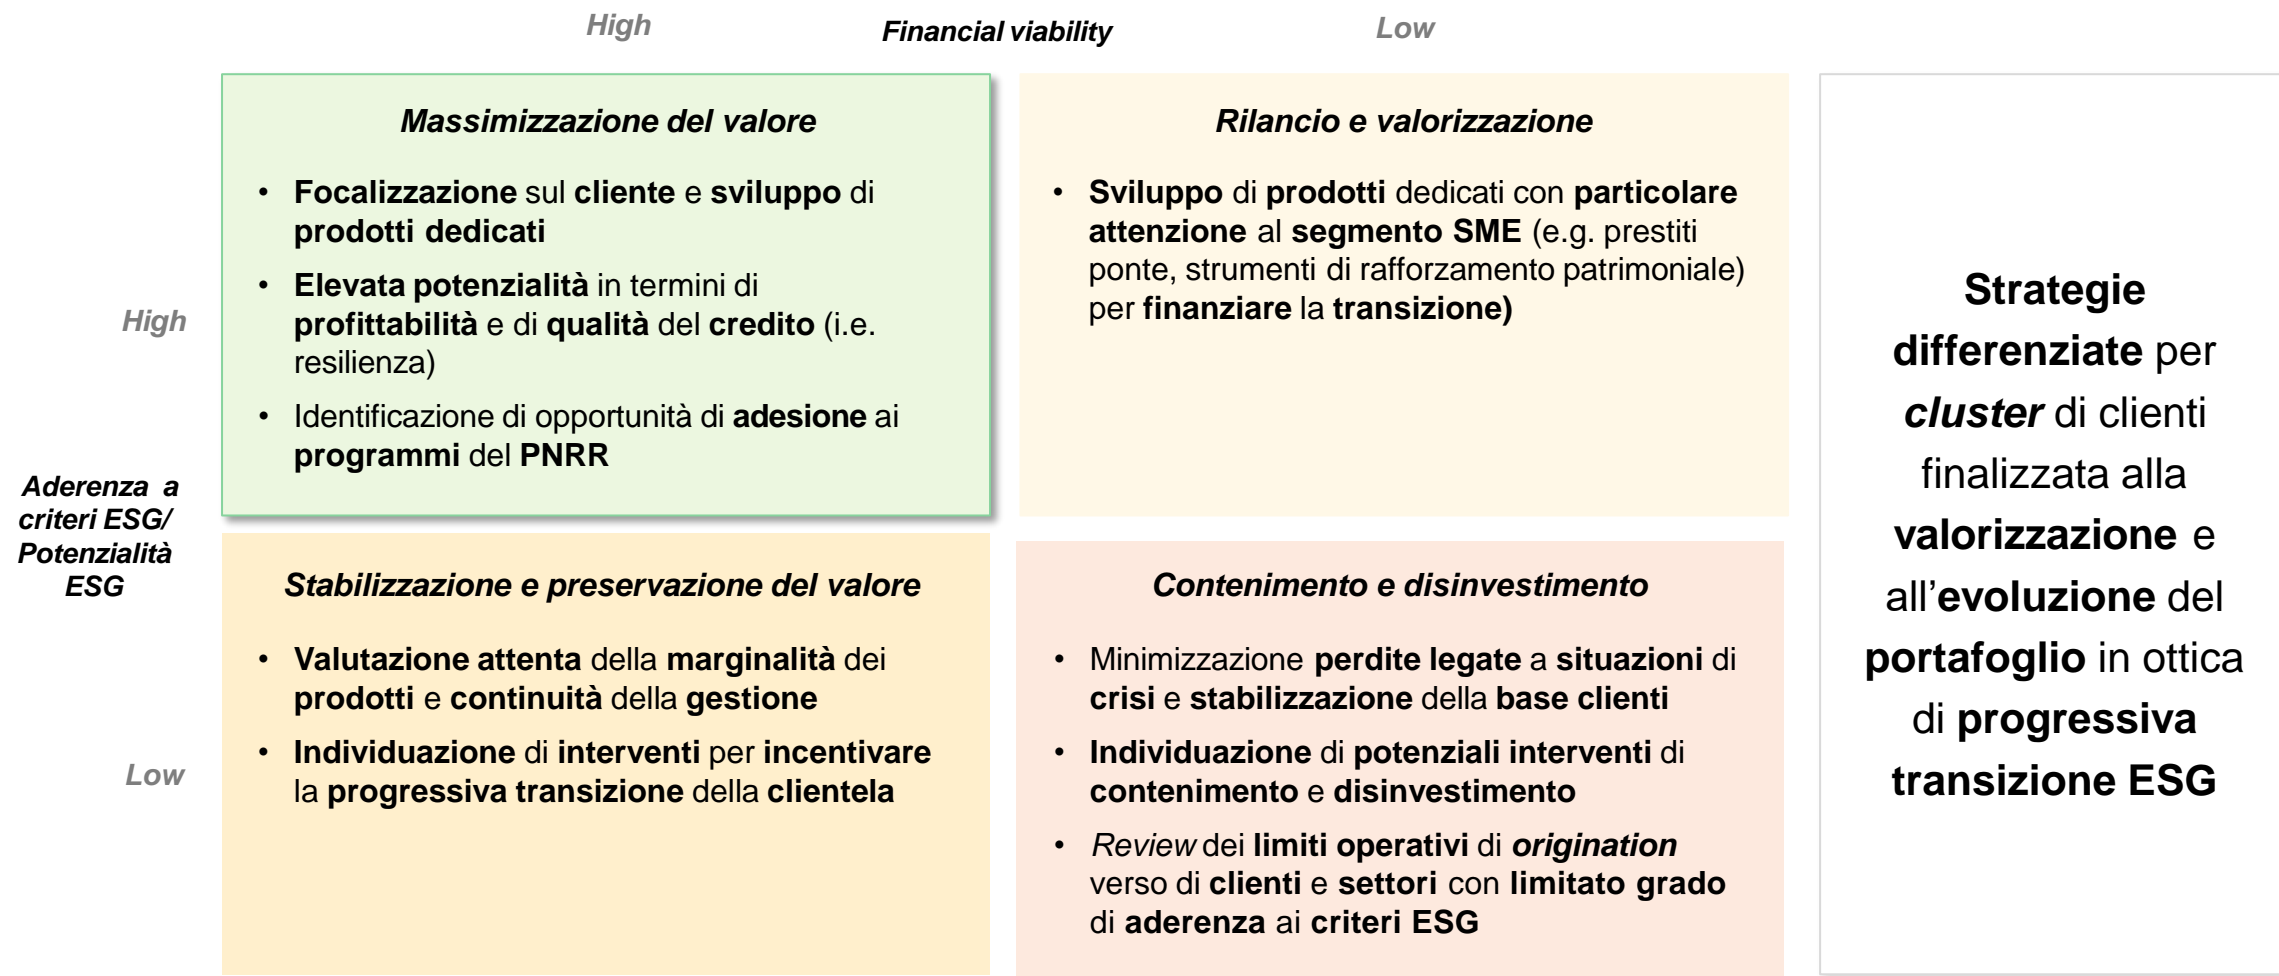 High
Financial viability
Low
Massimizzazione del valore
• Focalizzazione sul cliente e sviluppo di
prodotti dedicati
• Elevata potenzialità in termini di
profittabilità e di qualità del credito (i.e.
resilienza)
• Identificazione di opportunità di adesione ai
programmi del PNRR
Rilancio e valorizzazione
• Sviluppo di prodotti dedicati con particolare
attenzione al segmento SME (e.g. prestiti
ponte, strumenti di rafforzamento patrimoniale)
per finanziare la transizione)
High
Aderenza a
criteri ESG/
Potenzialità
ESG
Low
Stabilizzazione e preservazione del valore
• Valutazione attenta della marginalità dei
prodotti e continuità della gestione
• Individuazione di interventi per incentivare
la progressiva transizione della clientela
Contenimento e disinvestimento
• Minimizzazione perdite legate a situazioni di
crisi e stabilizzazione della base clienti
• Individuazione di potenziali interventi di
contenimento e disinvestimento
• Review dei limiti operativi di origination
verso di clienti e settori con limitato grado
di aderenza ai criteri ESG
Strategie
differenziate per
cluster di clienti
finalizzata alla
valorizzazione e
all’evoluzione del
portafoglio in ottica
di progressiva
transizione ESG